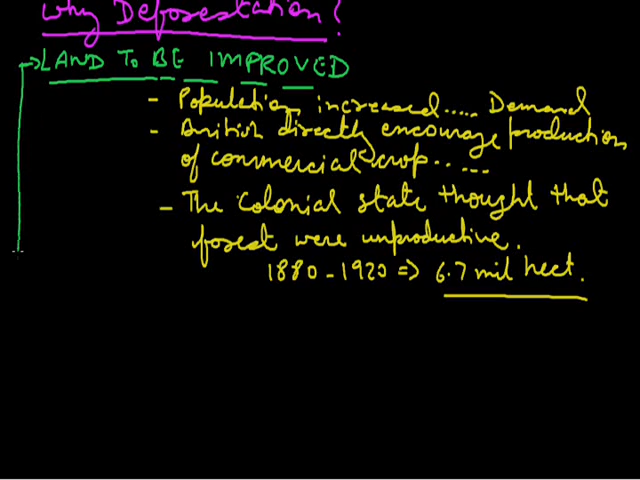 Why Deforestation?
→ LAND TO BE IMPROVED
- Population increased..... Demand
- British directly encourage production
of commercial crop......
- The Colonial state thought that
forest were unproductive.
1880 - 1920 ⇒ 6.7 mil hect.